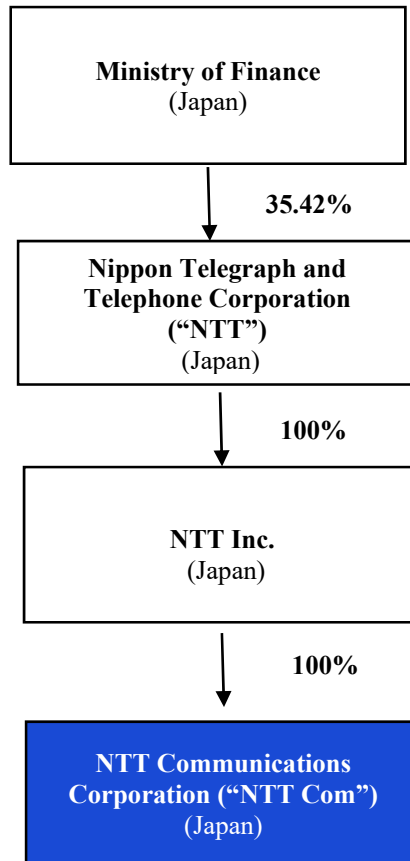 Ministry of Finance
(Japan)
35.42%
Nippon Telegraph and
Telephone Corporation
(“NTT”)
(Japan)
100%
NTT Inc.
(Japan)
100%
NTT Communications
Corporation (“NTT Com”)
(Japan)